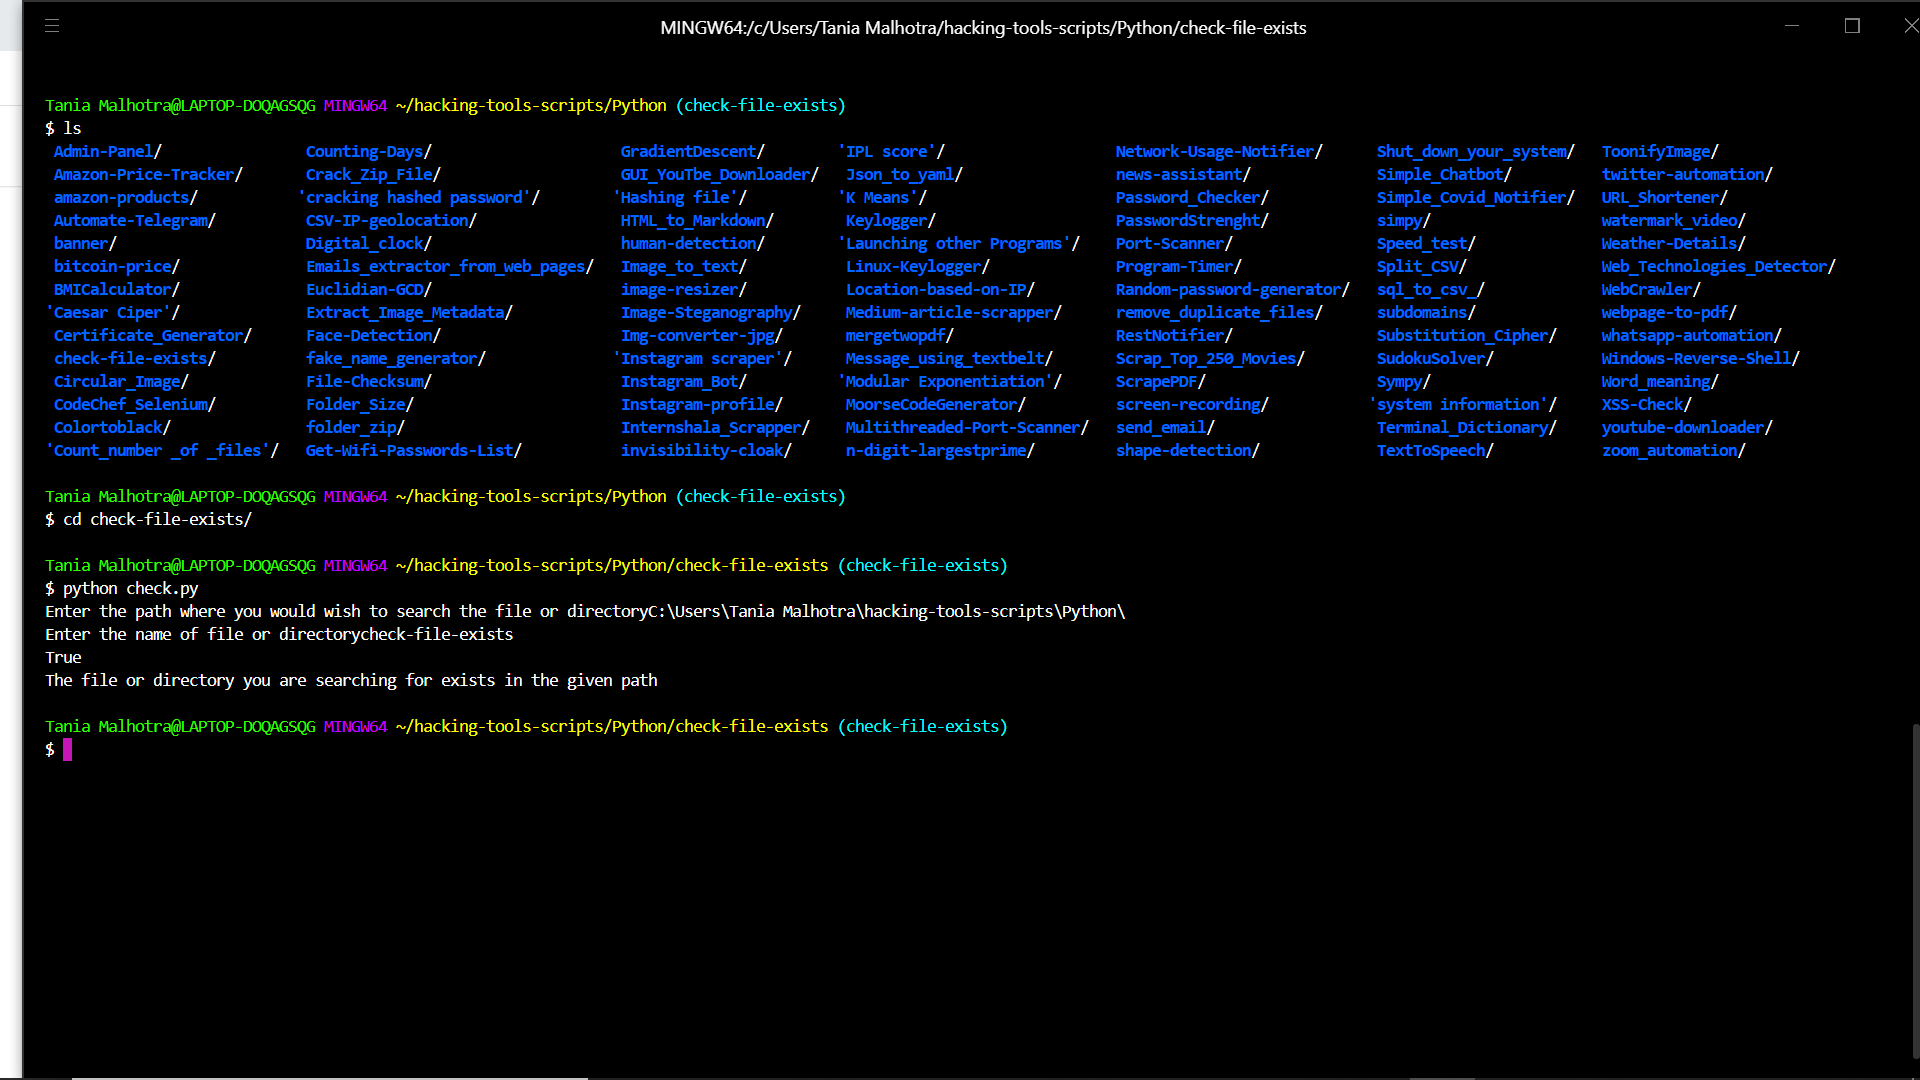 MINGW64:/c/Users/Tania Malhotra/hacking-tools-scripts/Python/check-file-exists
Tania Malhotra@LAPTOP-DOQAGSQG MINGW64 ~/hacking-tools-scripts/Python (check-file-exists)
$ ls
Admin-Panel/ Counting-Days/ GradientDescent/ 'IPL score'/ Network-Usage-Notifier/ Shut_down_your_system/ ToonifyImage/
Amazon-Price-Tracker/ Crack_Zip_File/ GUI_YouTbe_Downloader/ Json_to_yaml/ news-assistant/ Simple_Chatbot/ twitter-automation/
amazon-products/ 'cracking hashed password'/ 'Hashing file'/ 'K Means'/ Password_Checker/ Simple_Covid_Notifier/ URL_Shortener/
Automate-Telegram/ CSV-IP-geolocation/ HTML_to_Markdown/ Keylogger/ PasswordStrenght/ simpy/ watermark_video/
banner/ Digital_clock/ human-detection/ 'Launching other Programs'/ Port-Scanner/ Speed_test/ Weather-Details/
bitcoin-price/ Emails_extractor_from_web_pages/ Image_to_text/ Linux-Keylogger/ Program-Timer/ Split_CSV/ Web_Technologies_Detector/
BMICalculator/ Euclidian-GCD/ image-resizer/ Location-based-on-IP/ Random-password-generator/ sql_to_csv_/ WebCrawler/
'Caesar Ciper'/ Extract_Image_Metadata/ Image-Steganography/ Medium-article-scrapper/ remove_duplicate_files/ subdomains/ webpage-to-pdf/
Certificate_Generator/ Face-Detection/ Img-converter-jpg/ mergetwopdf/ RestNotifier/ Substitution_Cipher/ whatsapp-automation/
check-file-exists/ fake_name_generator/ 'Instagram scraper'/ Message_using_textbelt/ Scrap_Top_250_Movies/ SudokuSolver/ Windows-Reverse-Shell/
Circular_Image/ File-Checksum/ Instagram_Bot/ 'Modular Exponentiation'/ ScrapePDF/ Sympy/ Word_meaning/
CodeChef_Selenium/ Folder_Size/ Instagram-profile/ MoorseCodeGenerator/ screen-recording/ 'system information'/ XSS-Check/
Colortoblack/ folder_zip/ Internshala_Scrapper/ Multithreaded-Port-Scanner/ send_email/ Terminal_Dictionary/ youtube-downloader/
'Count_number _of _files'/ Get-Wifi-Passwords-List/ invisibility-cloak/ n-digit-largestprime/ shape-detection/ TextToSpeech/ zoom_automation/
Tania Malhotra@LAPTOP-DOQAGSQG MINGW64 ~/hacking-tools-scripts/Python (check-file-exists)
$ cd check-file-exists/
Tania Malhotra@LAPTOP-DOQAGSQG MINGW64 ~/hacking-tools-scripts/Python/check-file-exists (check-file-exists)
$ python check.py
Enter the path where you would wish to search the file or directoryC:\Users\Tania Malhotra\hacking-tools-scripts\Python\
Enter the name of file or directorycheck-file-exists
True
The file or directory you are searching for exists in the given path
Tania Malhotra@LAPTOP-DOQAGSQG MINGW64 ~/hacking-tools-scripts/Python/check-file-exists (check-file-exists)
$